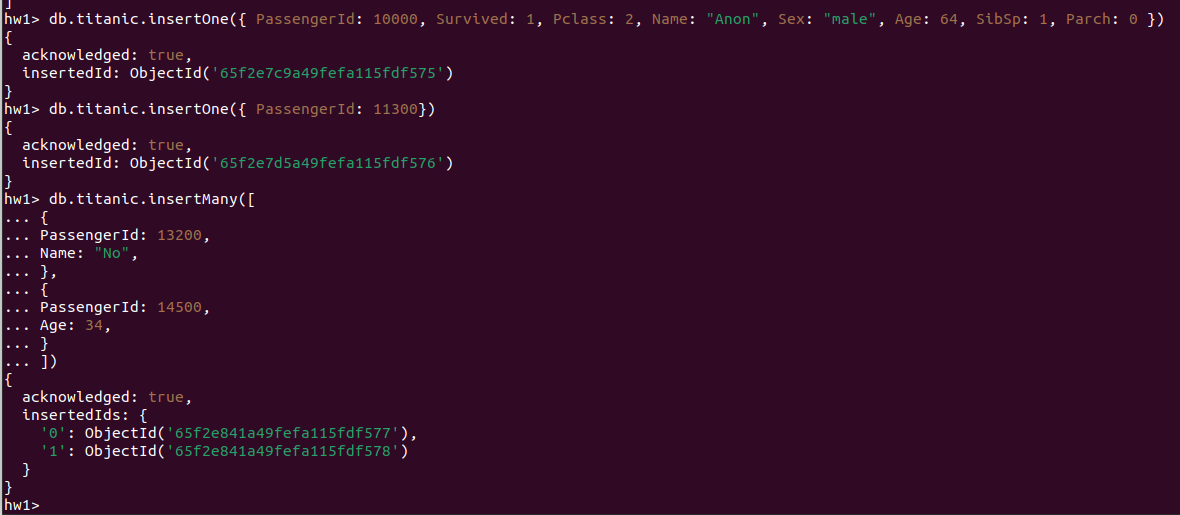 ]
hw1> db.titanic.insertOne({ PassengerId: 10000, Survived: 1, Pclass: 2, Name: "Anon", Sex: "male", Age: 64, SibSp: 1, Parch: 0 })
{
  acknowledged: true,
  insertedId: ObjectId('65f2e7c9a49fefa115fdf575')
}
hw1> db.titanic.insertOne({ PassengerId: 11300})
{
  acknowledged: true,
  insertedId: ObjectId('65f2e7d5a49fefa115fdf576')
}
hw1> db.titanic.insertMany([
... {
... PassengerId: 13200,
... Name: "No",
... },
... {
... PassengerId: 14500,
... Age: 34,
... }
... ])
{
  acknowledged: true,
  insertedIds: {
    '0': ObjectId('65f2e841a49fefa115fdf577'),
    '1': ObjectId('65f2e841a49fefa115fdf578')
  }
}
hw1>